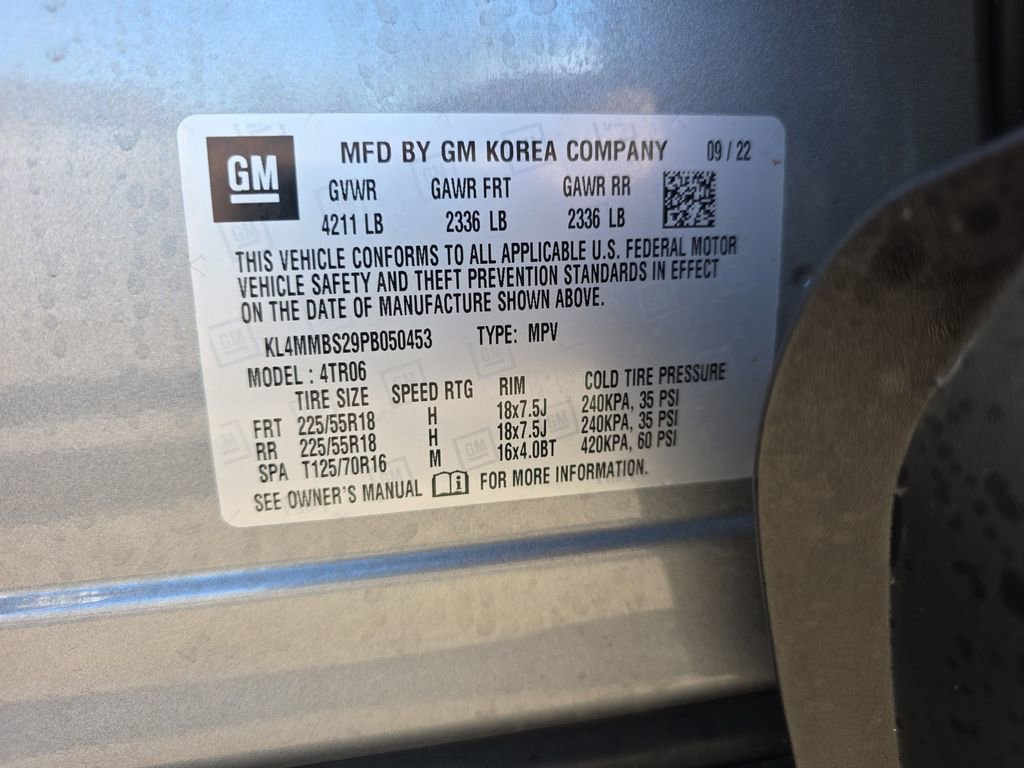 GM
MFD BY GM KOREA COMPANY 09 / 22
GVWR GAWR FRT GAWR RR
4211 LB 2336 LB 2336 LB
THIS VEHICLE CONFORMS TO ALL APPLICABLE U.S. FEDERAL MOTOR
VEHICLE SAFETY AND THEFT PREVENTION STANDARDS IN EFFECT
ON THE DATE OF MANUFACTURE SHOWN ABOVE.
KL4MMBS29PB050453 TYPE: MPV
MODEL : 4TR06
TIRE SIZE SPEED RTG RIM COLD TIRE PRESSURE
FRT 225/55R18 H 18x7.5J 240KPA, 35 PSI
RR 225/55R18 H 18x7.5J 240KPA, 35 PSI
SPA T125/70R16 M 16x4.0BT 420KPA, 60 PSI
SEE OWNER'S MANUAL FOR MORE INFORMATION.